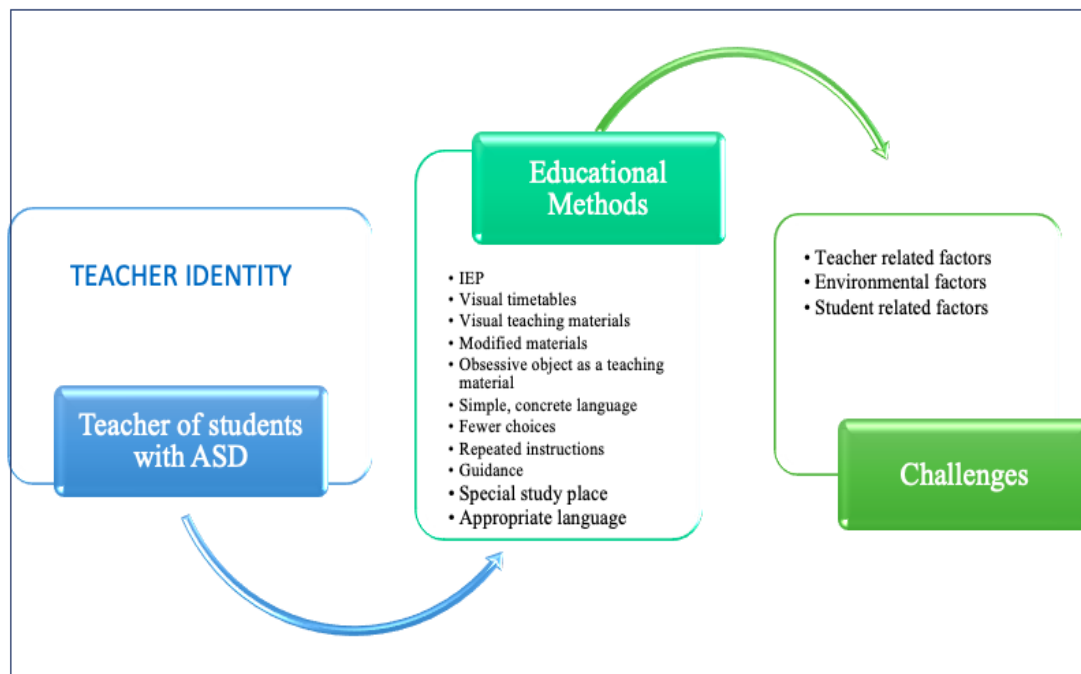 TEACHER IDENTITY
Teacher of students
with ASD
Educational
Methods
• IEP
• Visual timetables
• Visual teaching materials
• Modified materials
• Obsessive object as a teaching
material
• Simple, concrete language
• Fewer choices
• Repeated instructions
• Guidance
• Special study place
• Appropriate language
• Teacher related factors
• Environmental factors
• Student related factors
Challenges